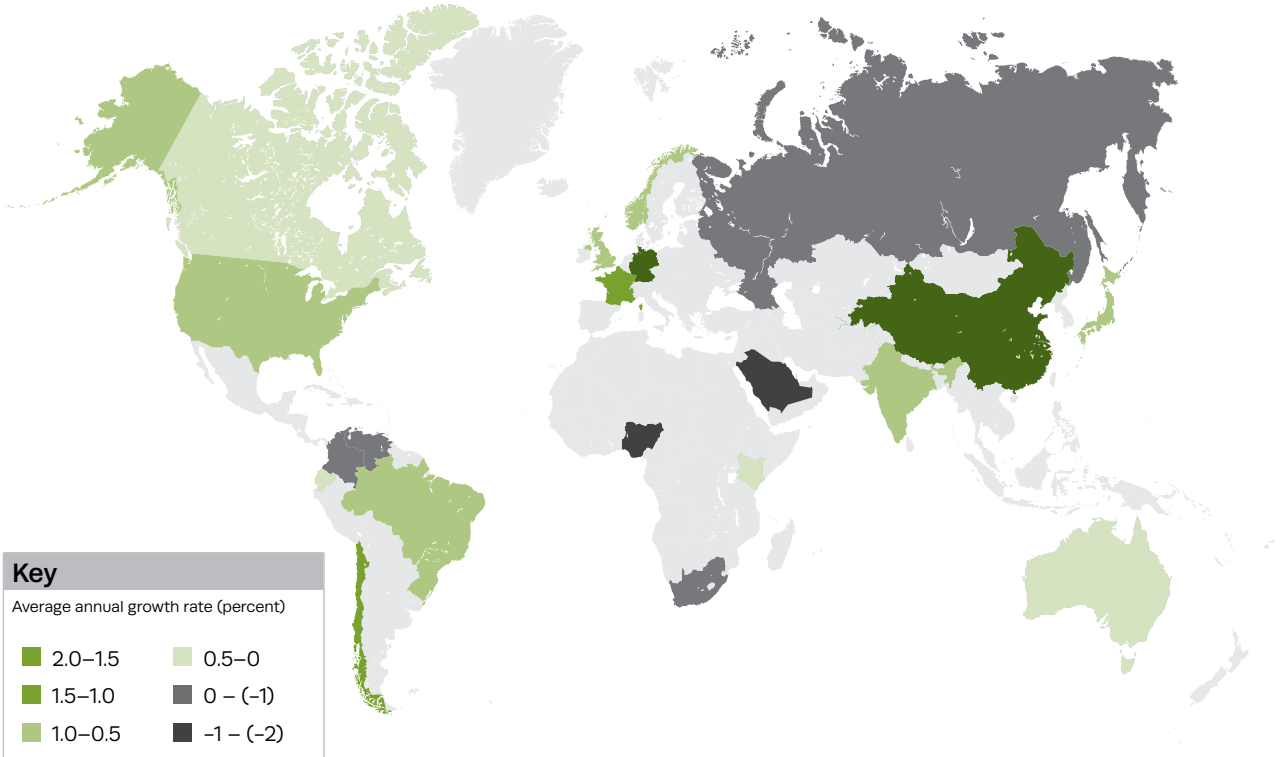 Key
Average annual growth rate (percent)
2.0–1.5
1.5–1.0
1.0–0.5
0.5–0
0 – (–1)
–1 – (–2)